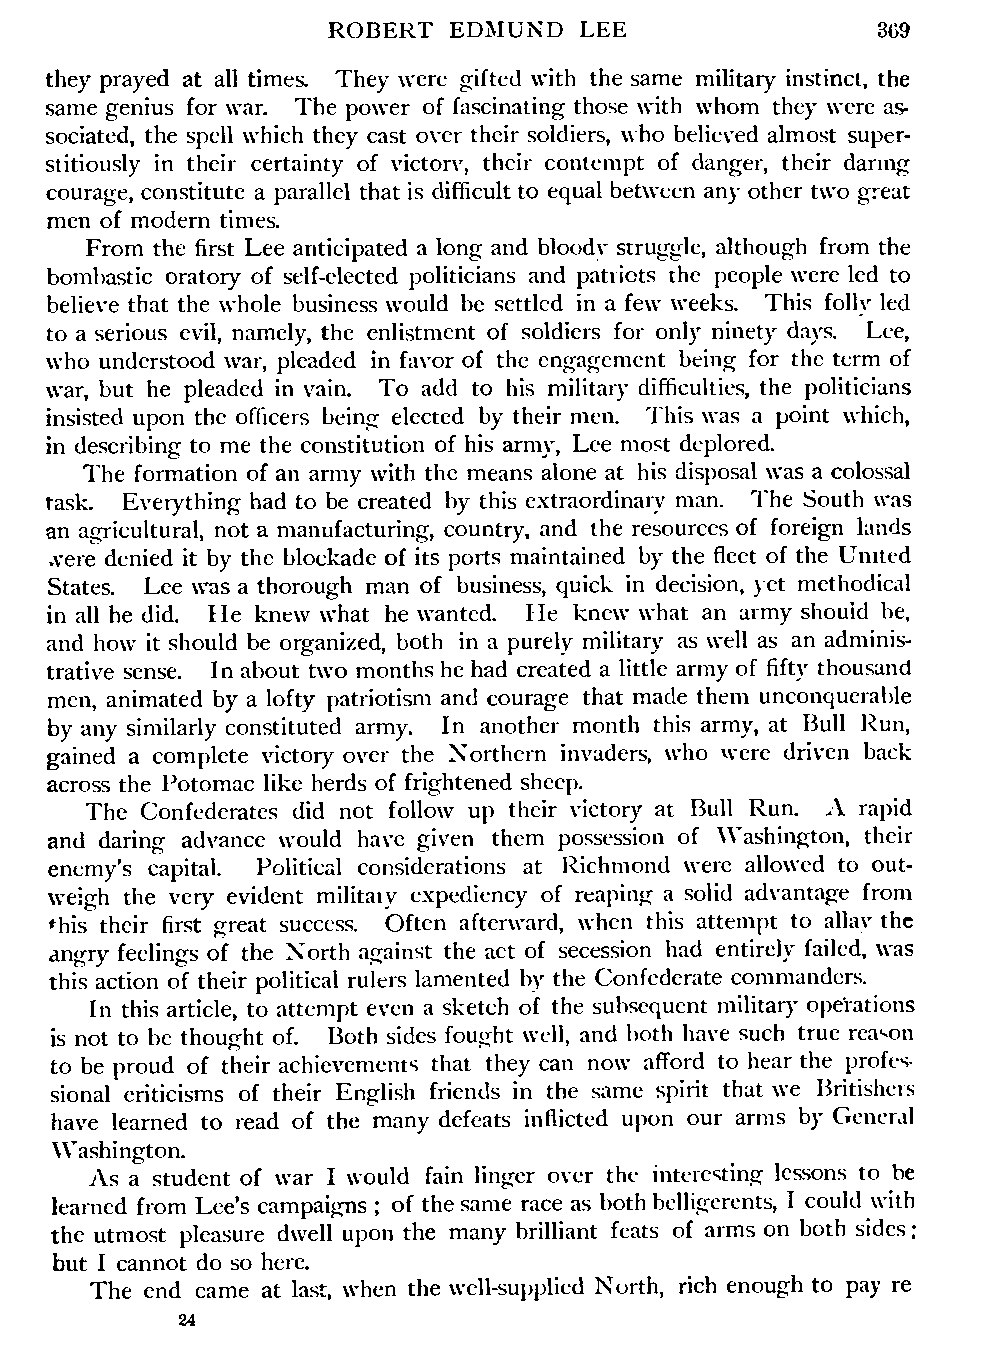 ROBERT EDMUND LEE 369
they prayed at all times. They were gifted with the same military instinct, the
same genius for war. The power of fascinating those with whom they were as-
sociated, the spell which they cast over their soldiers, who believed almost super-
stitiously in their certainty of victory, their contempt of danger, their daring
courage, constitute a parallel that is difficult to equal between any other two great
men of modern times.
From the first Lee anticipated a long and bloody struggle, although from the
bombastic oratory of self-elected politicians and patriots the people were led to
believe that the whole business would be settled in a few weeks. This folly led
to a serious evil, namely, the enlistment of soldiers for only ninety days. Lee,
who understood war, pleaded in favor of the engagement being for the term of
war, but he pleaded in vain. To add to his military difficulties, the politicians
insisted upon the officers being elected by their men. This was a point which,
in describing to me the constitution of his army, Lee most deplored.
The formation of an army with the means alone at his disposal was a colossal
task. Everything had to be created by this extraordinary man. The South was
an agricultural, not a manufacturing, country, and the resources of foreign lands
were denied it by the blockade of its ports maintained by the fleet of the United
States. Lee was a thorough man of business, quick in decision, yet methodical
in all he did. He knew what he wanted. He knew what an army should be,
and how it should be organized, both in a purely military as well as an adminis-
trative sense. In about two months he had created a little army of fifty thousand
men, animated by a lofty patriotism and courage that made them unconquerable
by any similarly constituted army. In another month this army, at Bull Run,
gained a complete victory over the Northern invaders, who were driven back
across the Potomac like herds of frightened sheep.
The Confederates did not follow up their victory at Bull Run. A rapid
and daring advance would have given them possession of Washington, their
enemy's capital. Political considerations at Richmond were allowed to out-
weigh the very evident military expediency of reaping a solid advantage from
this their first great success. Often afterward, when this attempt to allay the
angry feelings of the North against the act of secession had entirely failed, was
this action of their political rulers lamented by the Confederate commanders.
In this article, to attempt even a sketch of the subsequent military operations
is not to be thought of. Both sides fought well, and both have such true reason
to be proud of their achievements that they can now afford to hear the profes-
sional criticisms of their English friends in the same spirit that we Britishers
have learned to read of the many defeats inflicted upon our arms by General
Washington.
As a student of war I would fain linger over the interesting lessons to be
learned from Lee's campaigns ; of the same race as both belligerents, I could with
the utmost pleasure dwell upon the many brilliant feats of arms on both sides ;
but I cannot do so here.
The end came at last, when the well-supplied North, rich enough to pay re
24